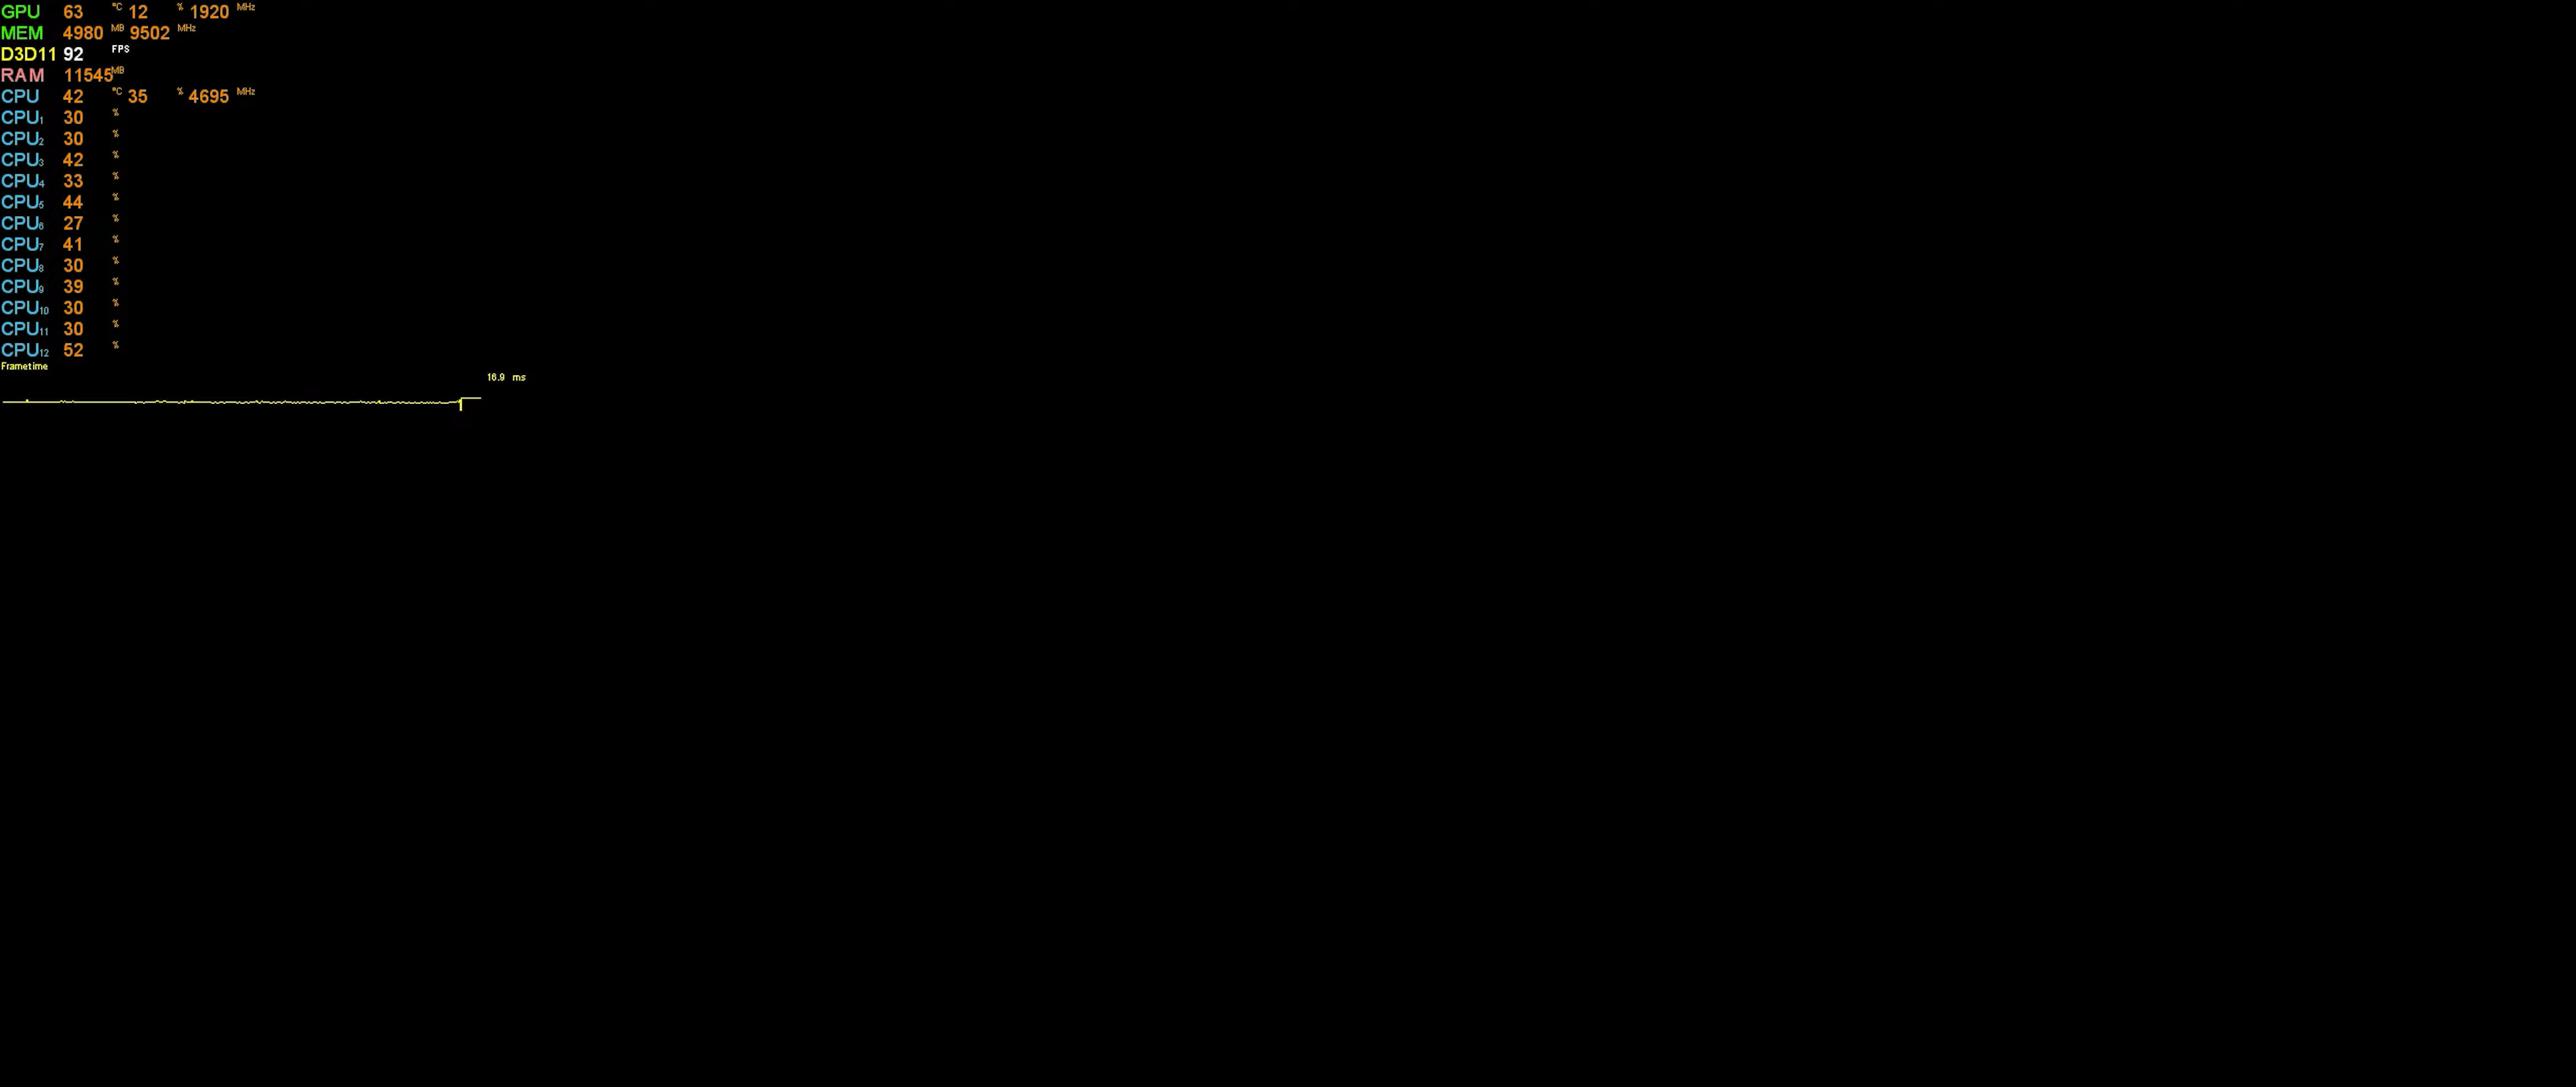 GPU 63 °C 12 % 1920 MHz
MEM 4980 MB 9502 MHz
D3D11 92 FPS
RAM 11545 MB
CPU 42 °C 35 % 4695 MHz
CPU1 30 %
CPU2 30 %
CPU3 42 %
CPU4 33 %
CPU5 44 %
CPU6 27 %
CPU7 41 %
CPU8 30 %
CPU9 39 %
CPU10 30 %
CPU11 30 %
CPU12 52 %
Frametime
16.9 ms